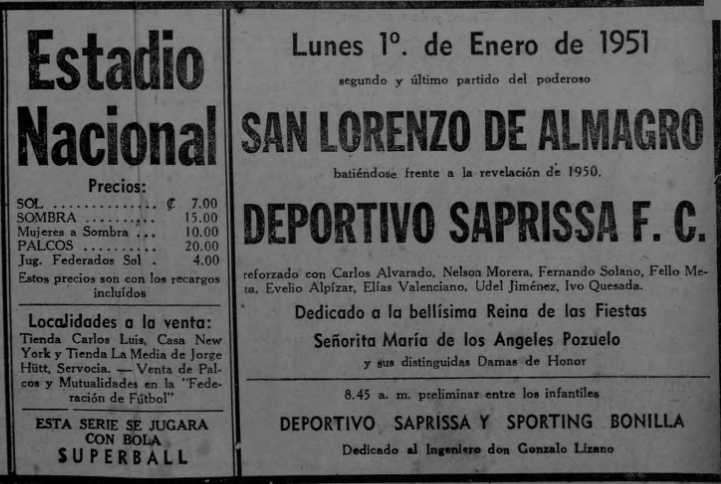 Estadio
Nacional
Precios:
SOL .............. ₡ 7.00
SOMBRA ......... 15.00
Mujeres a Sombra ... 10.00
PALCOS .......... 20.00
Jug. Federados Sol . 4.00
Estos precios son con los recargos
incluídos
Localidades a la venta:
Tienda Carlos Luis, Casa New
York y Tienda La Media de Jorge
Hütt, Servocia. — Venta de Pal-
cos y Mutualidades en la "Fede-
ración de Fútbol"
ESTA SERIE SE JUGARA
CON BOLA
SUPERBALL
Lunes 1º. de Enero de 1951
segundo y último partido del poderoso
SAN LORENZO DE ALMAGRO
batiéndose frente a la revelación de 1950.
DEPORTIVO SAPRISSA F. C.
reforzado con Carlos Alvarado, Nelson Morera, Fernando Solano, Fello Me-
ta, Evelio Alpízar, Elías Valenciano, Udel Jiménez, Ivo Quesada.
Dedicado a la bellísima Reina de las Fiestas
Señorita María de los Angeles Pozuelo
y sus distinguidas Damas de Honor
8.45 a. m. preliminar entre los infantiles
DEPORTIVO SAPRISSA Y SPORTING BONILLA
Dedicado al Ingeniero don Gonzalo Lizano